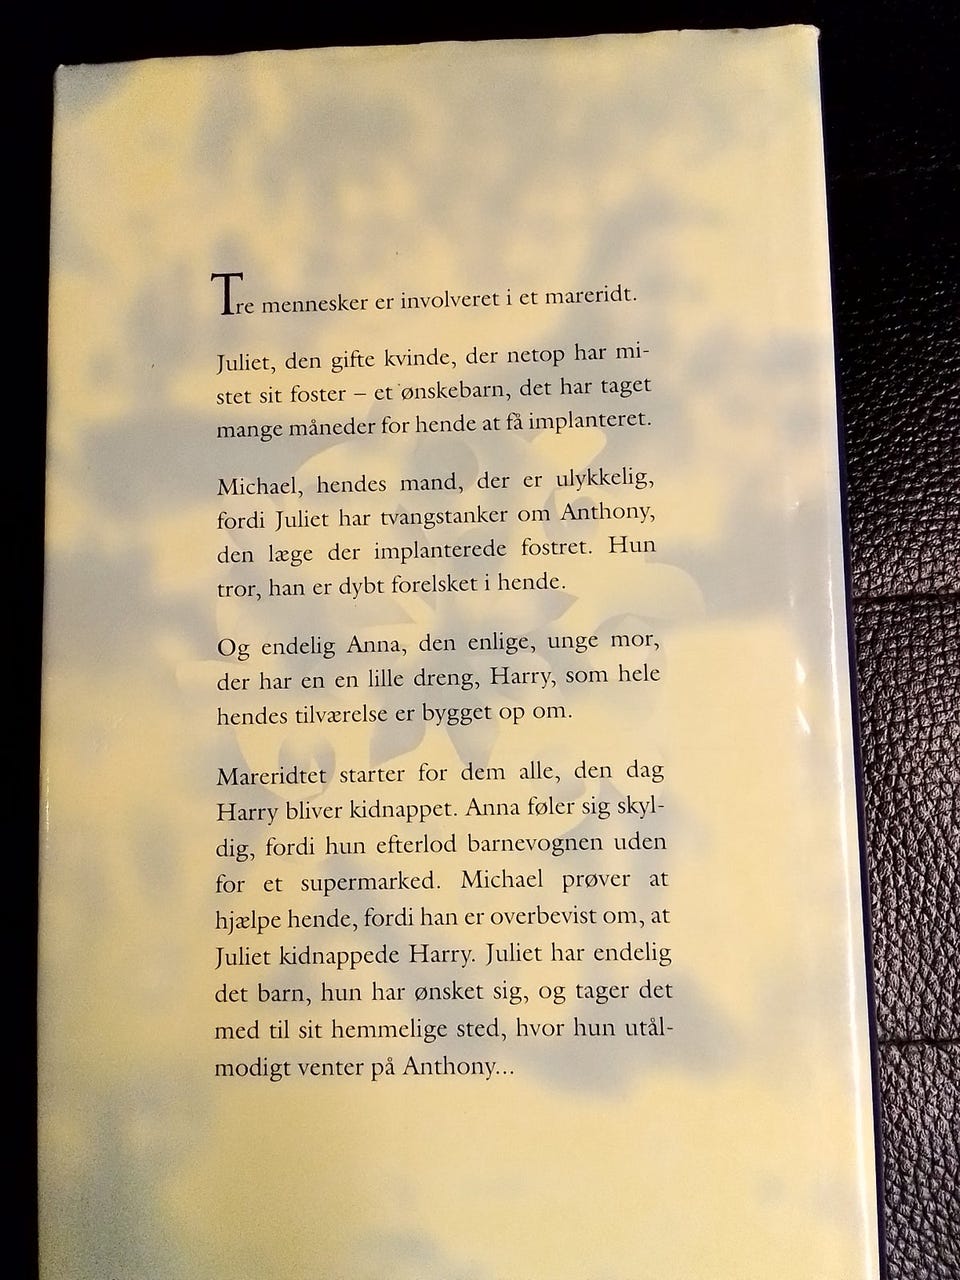 Tre mennesker er involveret i et mareridt.
Juliet, den gifte kvinde, der netop har mi-
stet sit foster – et ønskebarn, det har taget
mange måneder for hende at få implanteret.
Michael, hendes mand, der er ulykkelig,
fordi Juliet har tvangstanker om Anthony,
den læge der implanterede fostret. Hun
tror, han er dybt forelsket i hende.
Og endelig Anna, den enlige, unge mor,
der har en en lille dreng, Harry, som hele
hendes tilværelse er bygget op om.
Mareridtet starter for dem alle, den dag
Harry bliver kidnappet. Anna føler sig skyl-
dig, fordi hun efterlod barnevognen uden
for et supermarked. Michael prøver at
hjælpe hende, fordi han er overbevist om, at
Juliet kidnappede Harry. Juliet har endelig
det barn, hun har ønsket sig, og tager det
med til sit hemmelige sted, hvor hun utål-
modigt venter på Anthony...